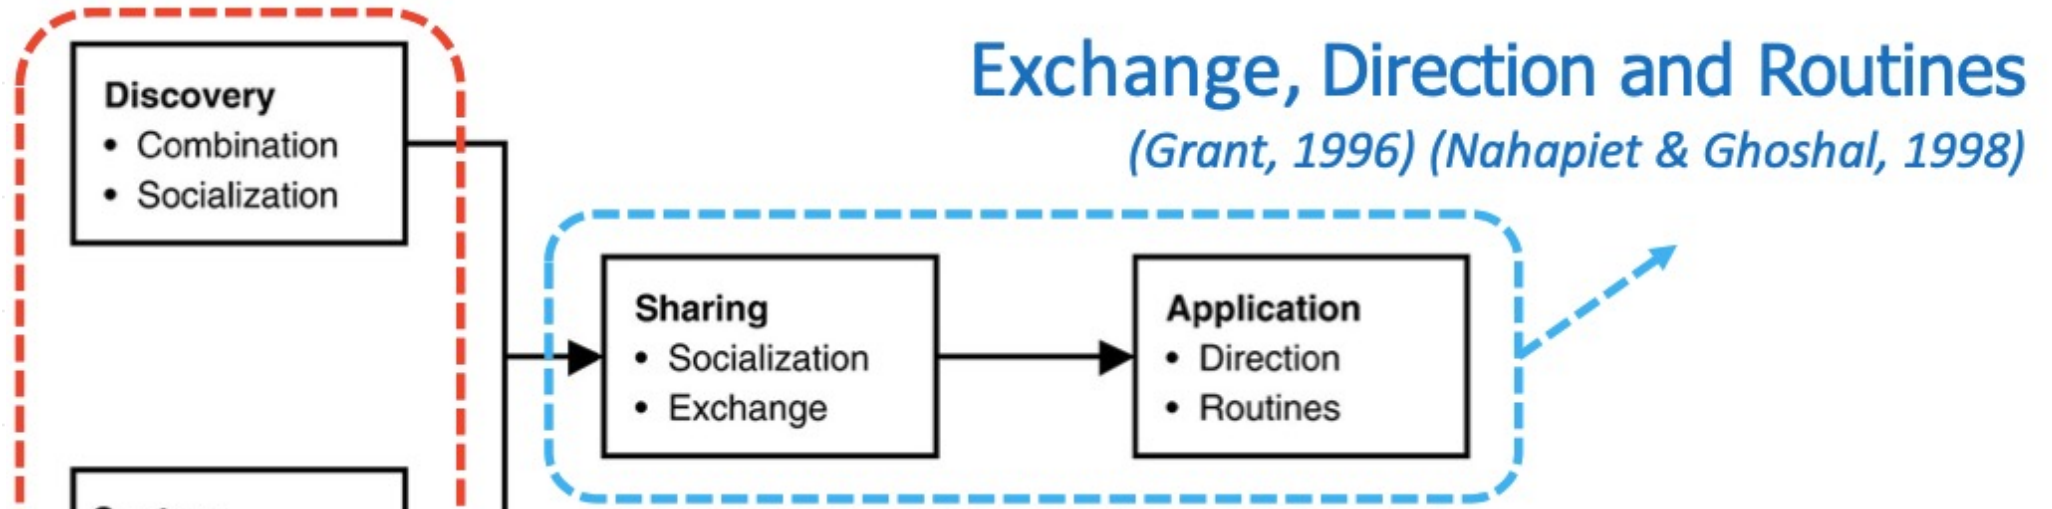 Discovery
• Combination
• Socialization
Exchange, Direction and Routines
(Grant, 1996) (Nahapiet & Ghoshal, 1998)
Sharing
• Socialization
• Exchange
Application
• Direction
• Routines